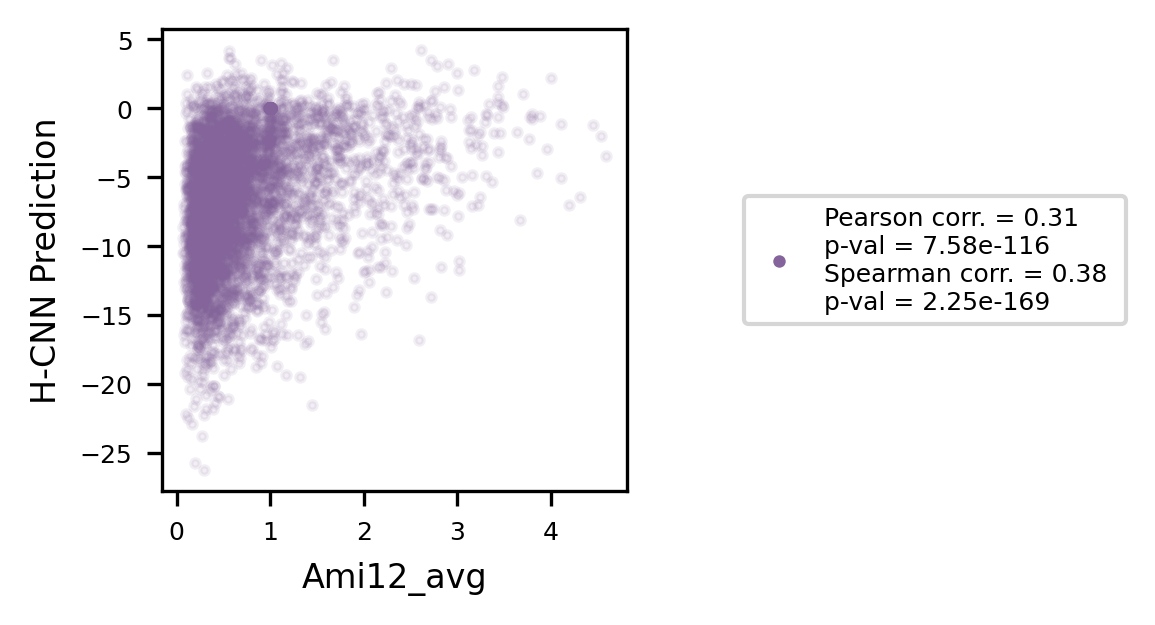 5
0
−5
−10
−15
−20
−25
H-CNN Prediction
0 1 2 3 4
Ami12_avg
Pearson corr. = 0.31
p-val = 7.58e-116
Spearman corr. = 0.38
p-val = 2.25e-169